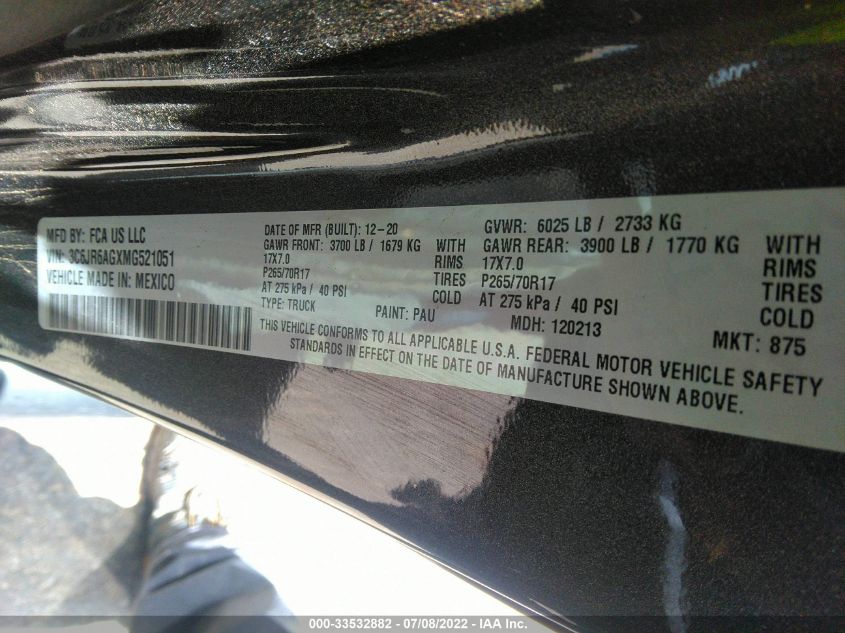 MFD BY: FCA US LLC
VIN: 3C6JR6AGXMG521051
VEHICLE MADE IN: MEXICO
DATE OF MFR (BUILT): 12-20
GAWR FRONT: 3700 LB / 1679 KG WITH
17X7.0 RIMS
P265/70R17 TIRES
AT 275 kPa / 40 PSI COLD
TYPE: TRUCK PAINT: PAU
GVWR: 6025 LB / 2733 KG
GAWR REAR: 3900 LB / 1770 KG WITH
17X7.0 RIMS
P265/70R17 TIRES
AT 275 kPa / 40 PSI COLD
MDH: 120213 MKT: 875
THIS VEHICLE CONFORMS TO ALL APPLICABLE U.S.A. FEDERAL MOTOR VEHICLE SAFETY
STANDARDS IN EFFECT ON THE DATE OF MANUFACTURE SHOWN ABOVE.
000-33532882 - 07/08/2022 - IAA Inc.